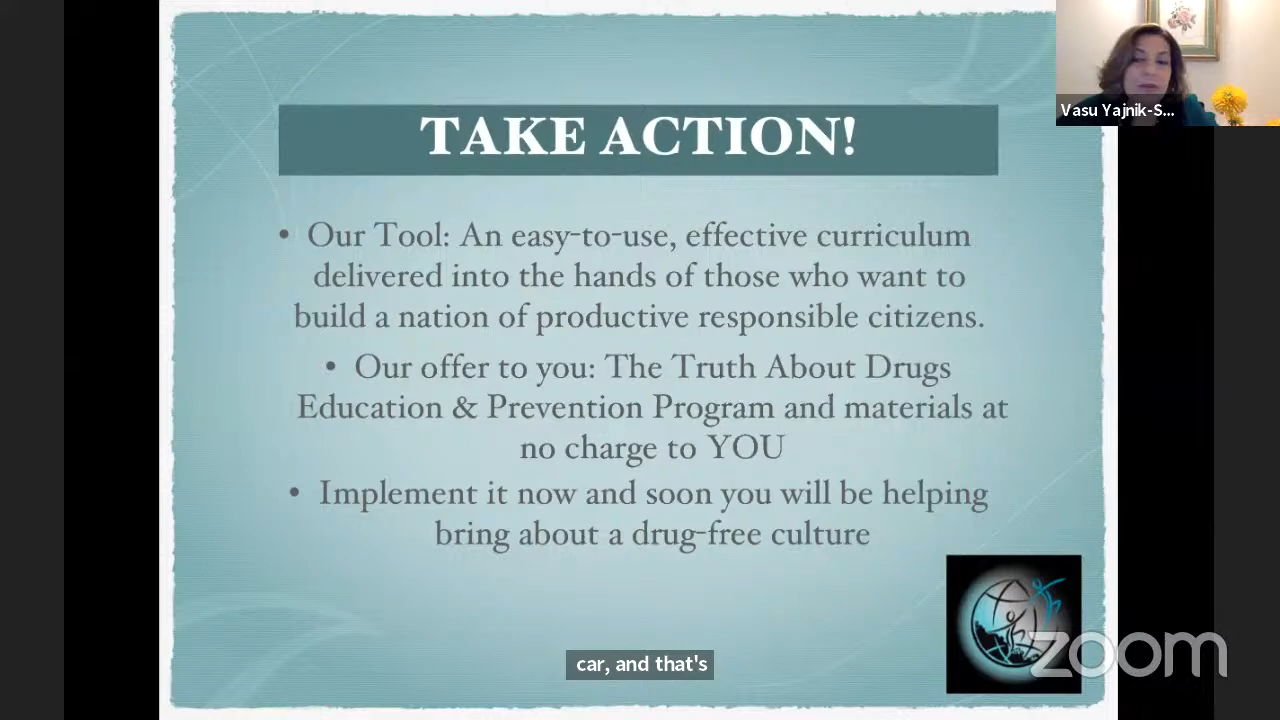 TAKE ACTION!
Vasu Yajnik-S...
• Our Tool: An easy-to-use, effective curriculum
delivered into the hands of those who want to
build a nation of productive responsible citizens.
• Our offer to you: The Truth About Drugs
Education & Prevention Program and materials at
no charge to YOU
• Implement it now and soon you will be helping
bring about a drug-free culture
zoom
car, and that's